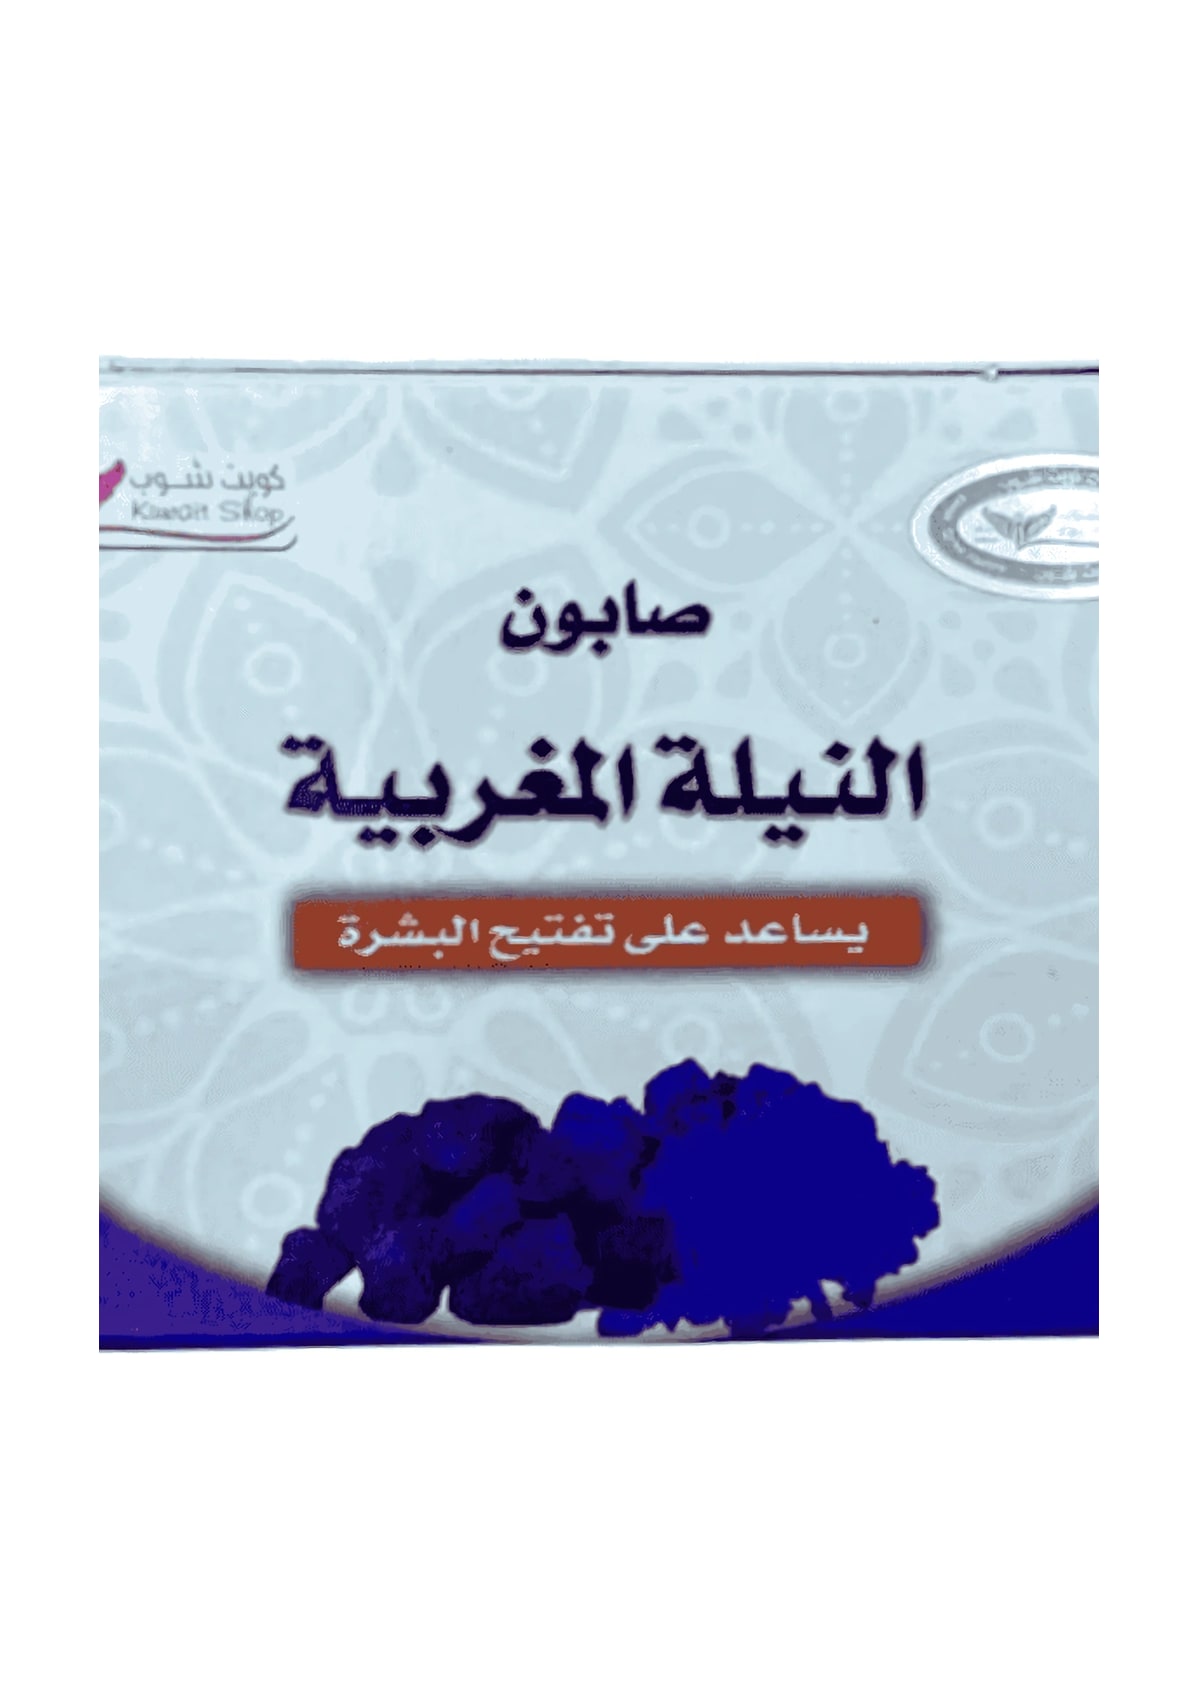 كويت شوب
Kuwait Shop
صابون
النيلة المغربية
يساعد على تفتيح البشرة